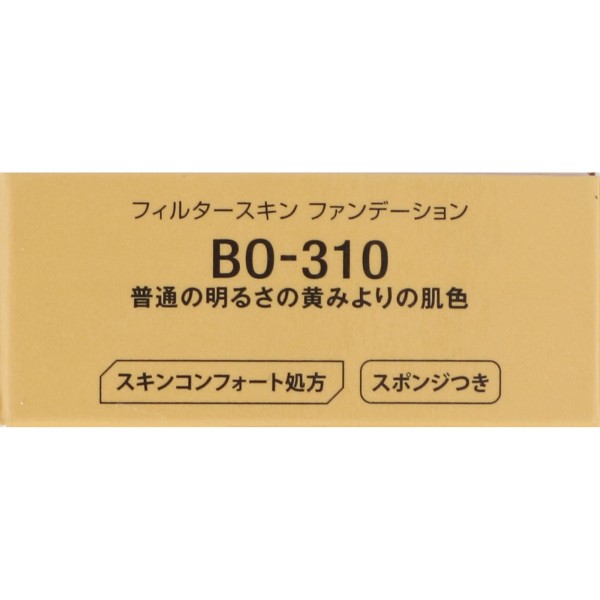 フィルタースキン ファンデーション
BO-310
普通の明るさの黄みよりの肌色
スキンコンフォート処方 スポンジつき